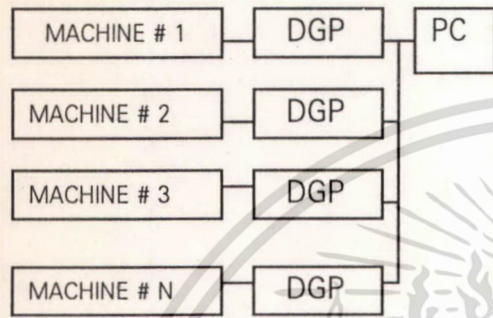 MACHINE # 1 DGP PC
MACHINE # 2 DGP
MACHINE # 3 DGP
MACHINE # N DGP